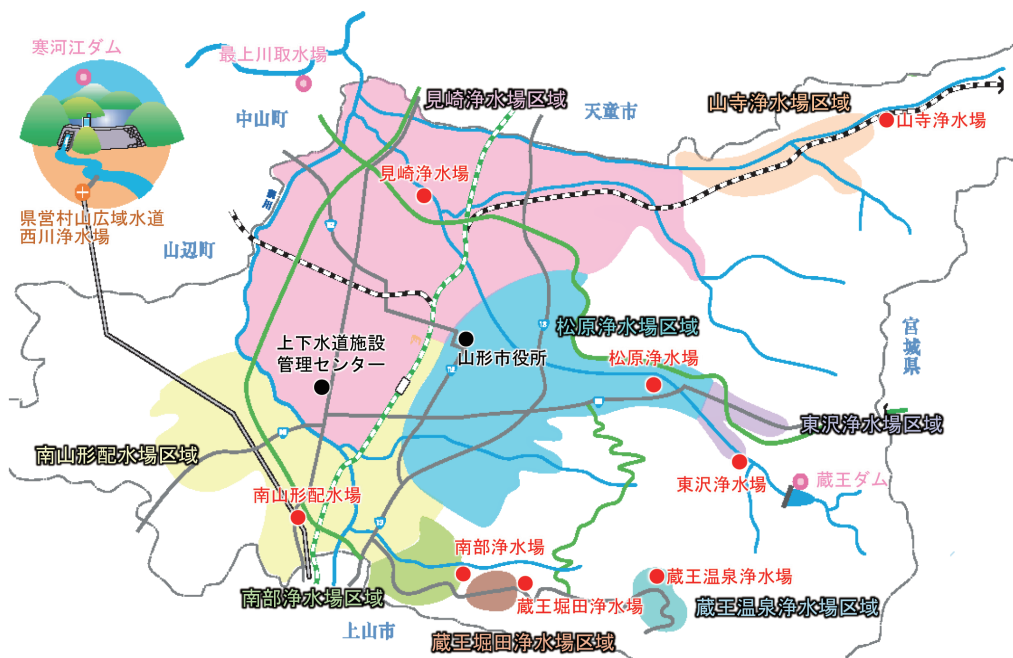 寒河江ダム
最上川取水場
見崎浄水場区域
天童市
山寺浄水場区域
中山町
山寺浄水場
見崎浄水場
県営村山広域水道
西川浄水場
山辺町
松原浄水場区域
宮城県
上下水道施設
管理センター
山形市役所
松原浄水場
東沢浄水場区域
南山形配水場区域
東沢浄水場
蔵王ダム
南山形配水場
南部浄水場
蔵王温泉浄水場
南部浄水場区域
蔵王堀田浄水場
蔵王温泉浄水場区域
上山市
蔵王堀田浄水場区域